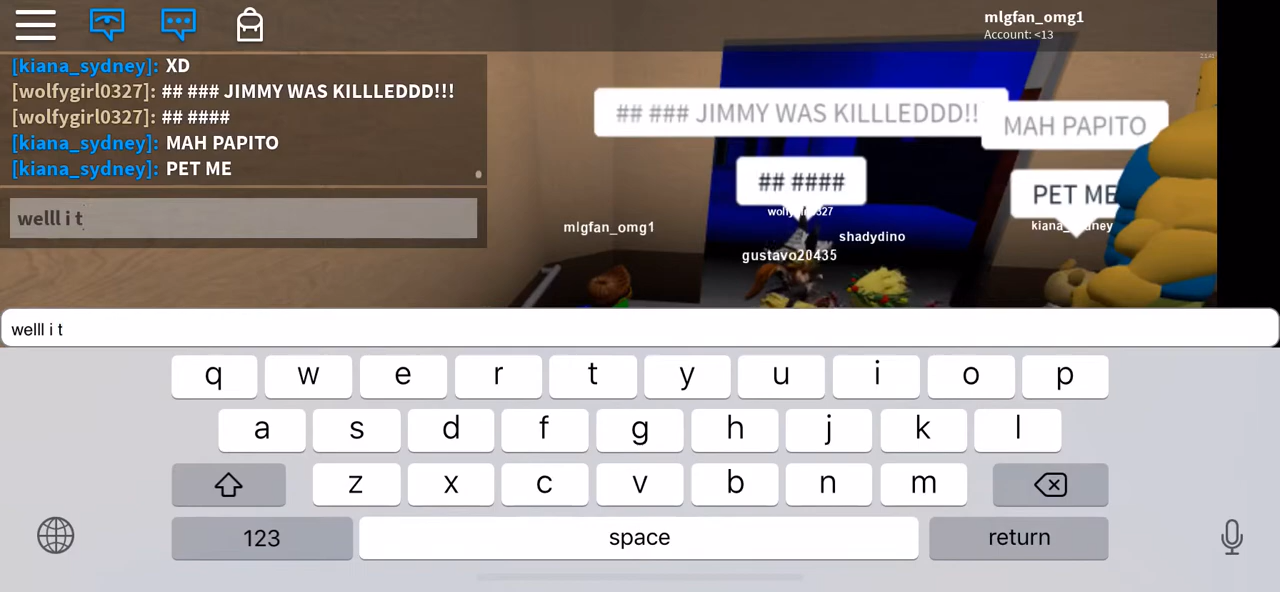 mlgfan_omg1
Account: <13
[kiana_sydney]: XD
[wolfygirl0327]: ## ### JIMMY WAS KILLLEDDD!!!
[wolfygirl0327]: ## ####
[kiana_sydney]: MAH PAPITO
[kiana_sydney]: PET ME
welll i t
## ### JIMMY WAS KILLLEDDD!!
MAH PAPITO
## ####
PET ME
mlgfan_omg1
shadydino
gustavo20435
welll i t
q w e r t y u i o p
a s d f g h j k l
z x c v b n m
123 space return